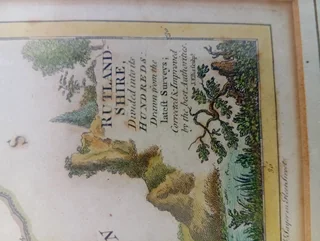 RUTLAND-
SHIRE,
Divided into its
HUNDREDS:
Drawn from the
latest Surveys;
Corrected & Improved
by the best Authorities.
S
N